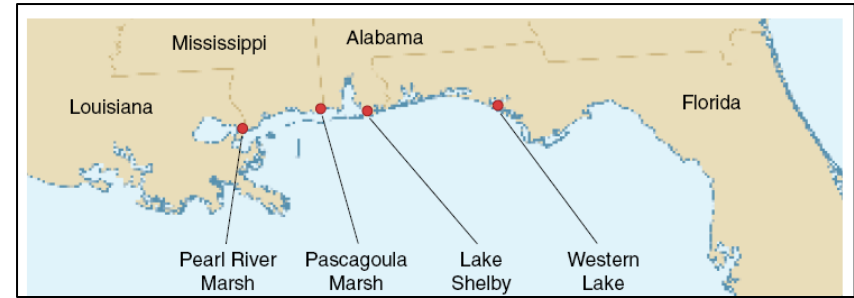 Mississippi
Alabama
Louisiana
Florida
Pearl River
Marsh
Pascagoula
Marsh
Lake
Shelby
Western
Lake